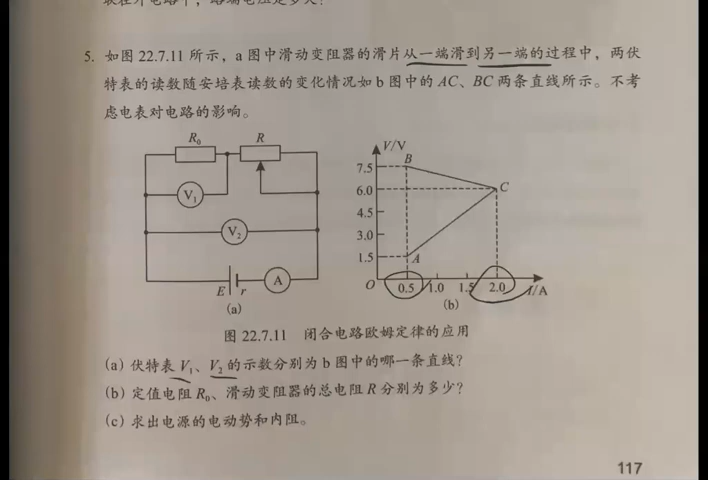 5. 如图 22.7.11 所示，a 图中滑动变阻器的滑片从一端滑到另一端的过程中，两伏
特表的读数随安培表读数的变化情况如 b 图中的 AC、BC 两条直线所示。不考
虑电表对电路的影响。
R₀ R
V₁
V₂
E r A
(a)
V/V
B
7.5
6.0 C
4.5
3.0
1.5 A
O 0.5 1.0 1.5 2.0 I/A
(b)
图 22.7.11 闭合电路欧姆定律的应用
(a) 伏特表 V₁、V₂ 的示数分别为 b 图中的哪一条直线？
(b) 定值电阻 R₀、滑动变阻器的总电阻 R 分别为多少？
(c) 求出电源的电动势和内阻。
117